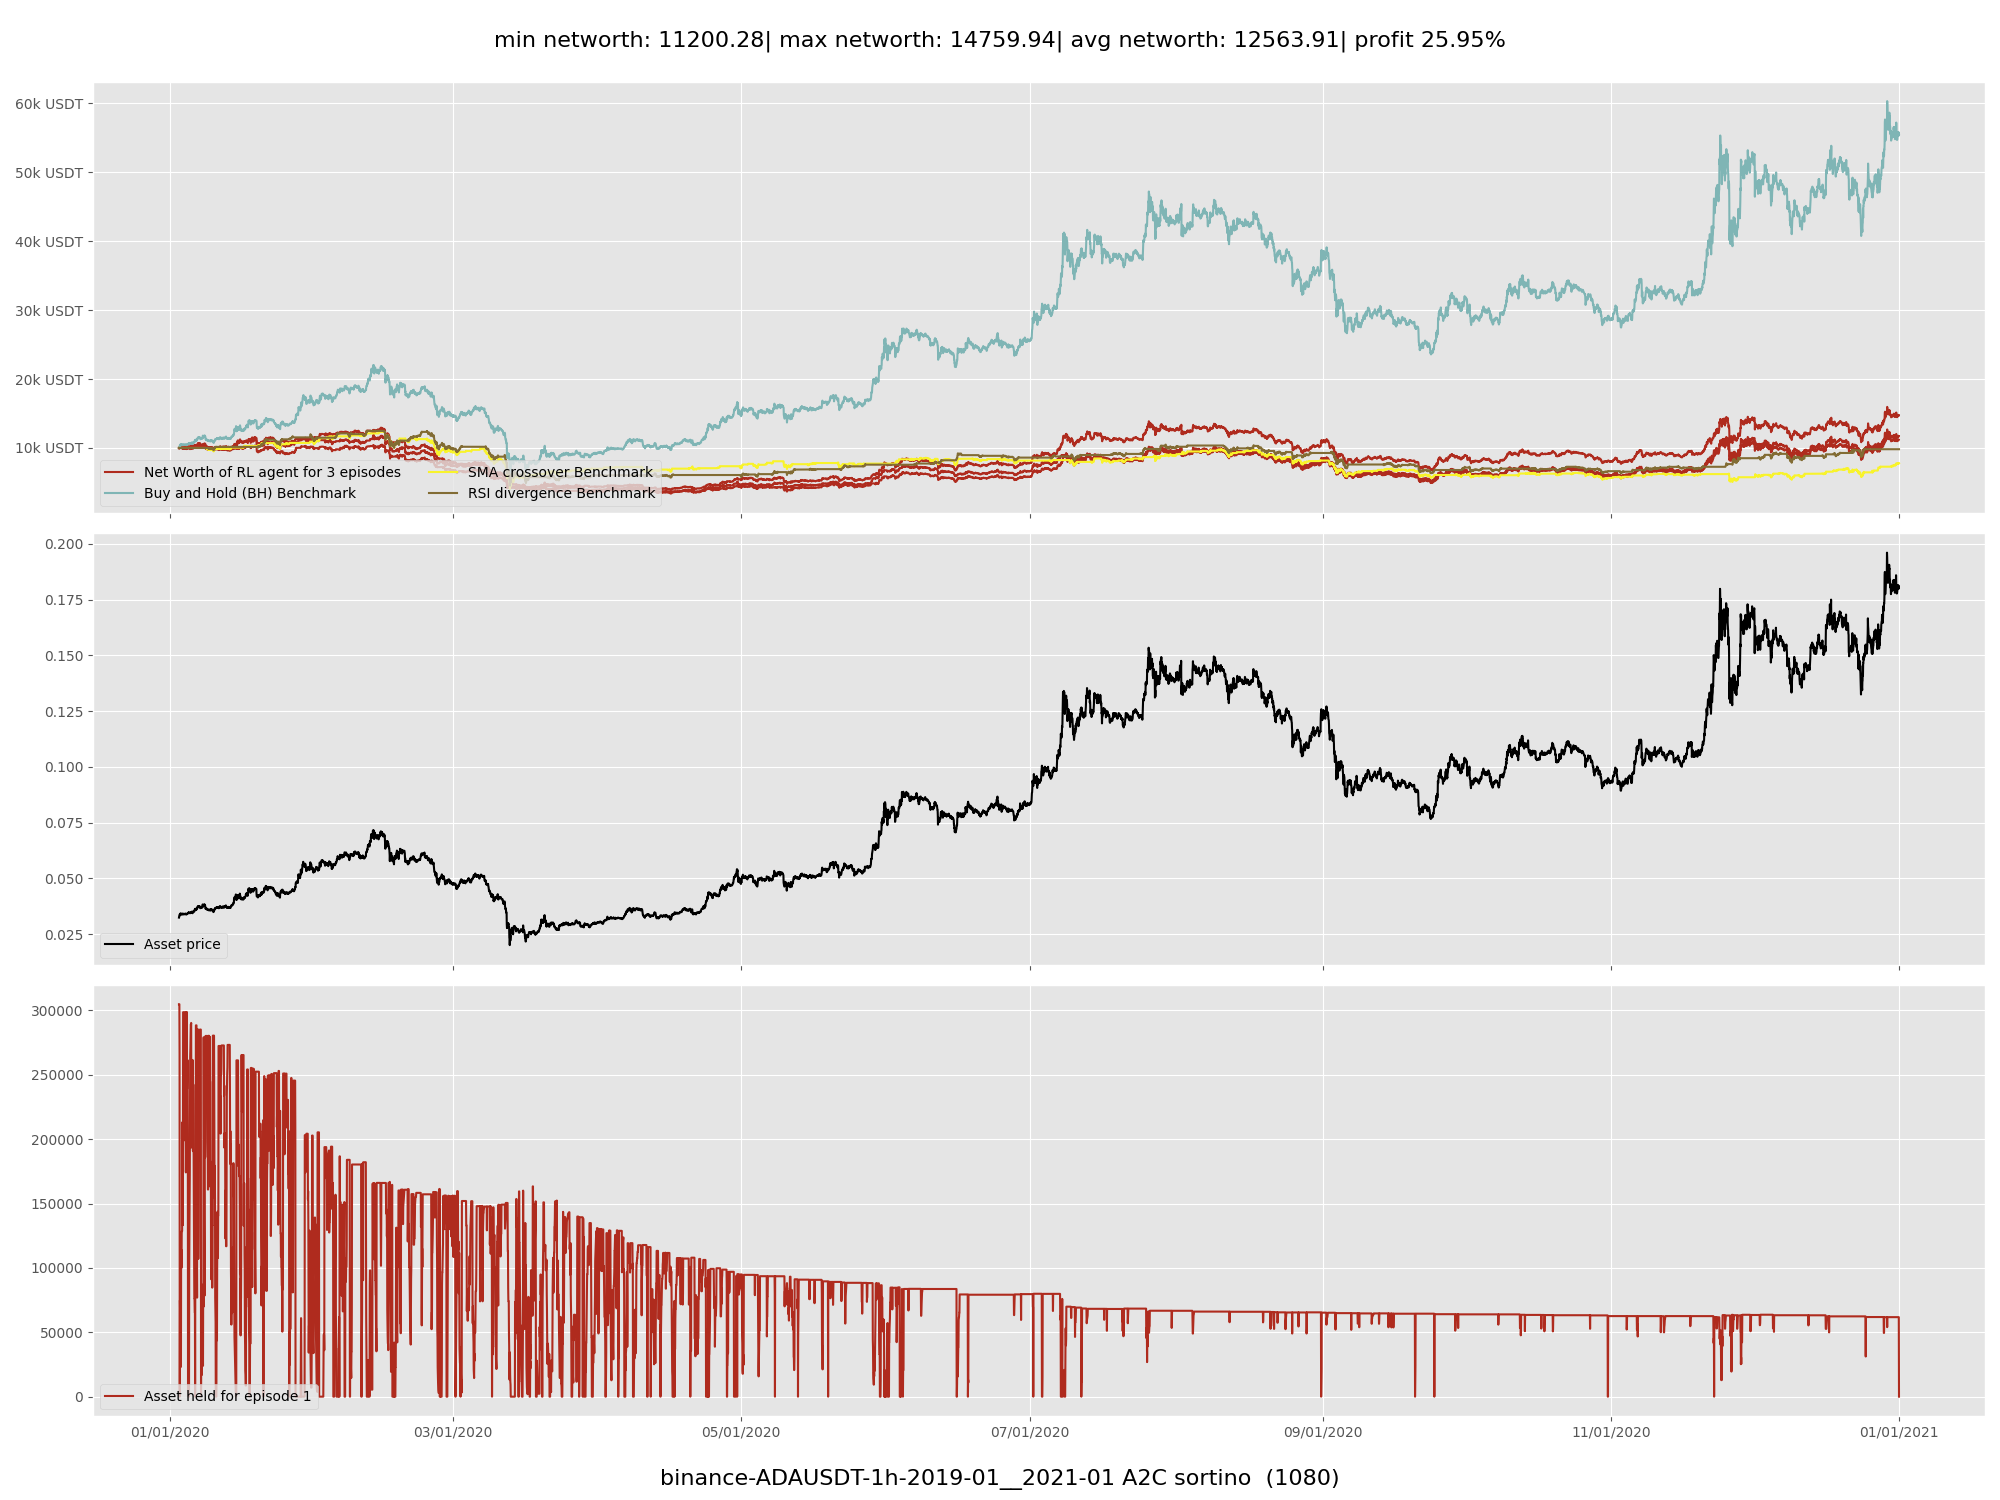 min networth: 11200.28| max networth: 14759.94| avg networth: 12563.91| profit 25.95%
60k USDT
50k USDT
40k USDT
30k USDT
20k USDT
10k USDT
Net Worth of RL agent for 3 episodes
Buy and Hold (BH) Benchmark
SMA crossover Benchmark
RSI divergence Benchmark
0.200
0.175
0.150
0.125
0.100
0.075
0.050
0.025
Asset price
300000
250000
200000
150000
100000
50000
0
Asset held for episode 1
01/01/2020 03/01/2020 05/01/2020 07/01/2020 09/01/2020 11/01/2020 01/01/2021
binance-ADAUSDT-1h-2019-01__2021-01 A2C sortino (1080)